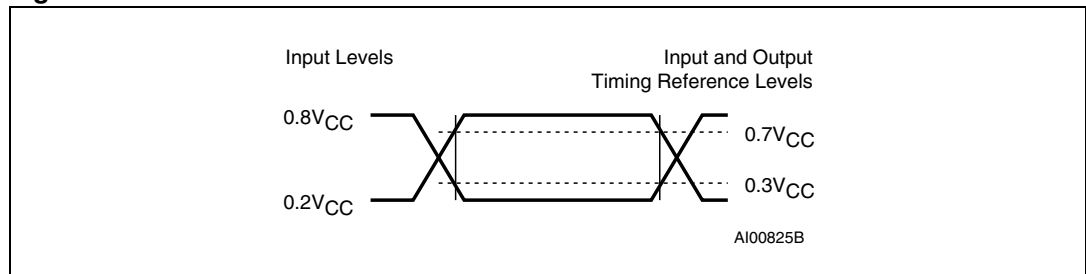 Input Levels
Input and Output
Timing Reference Levels
0.8VCC
0.7VCC
0.3VCC
0.2VCC
AI00825B